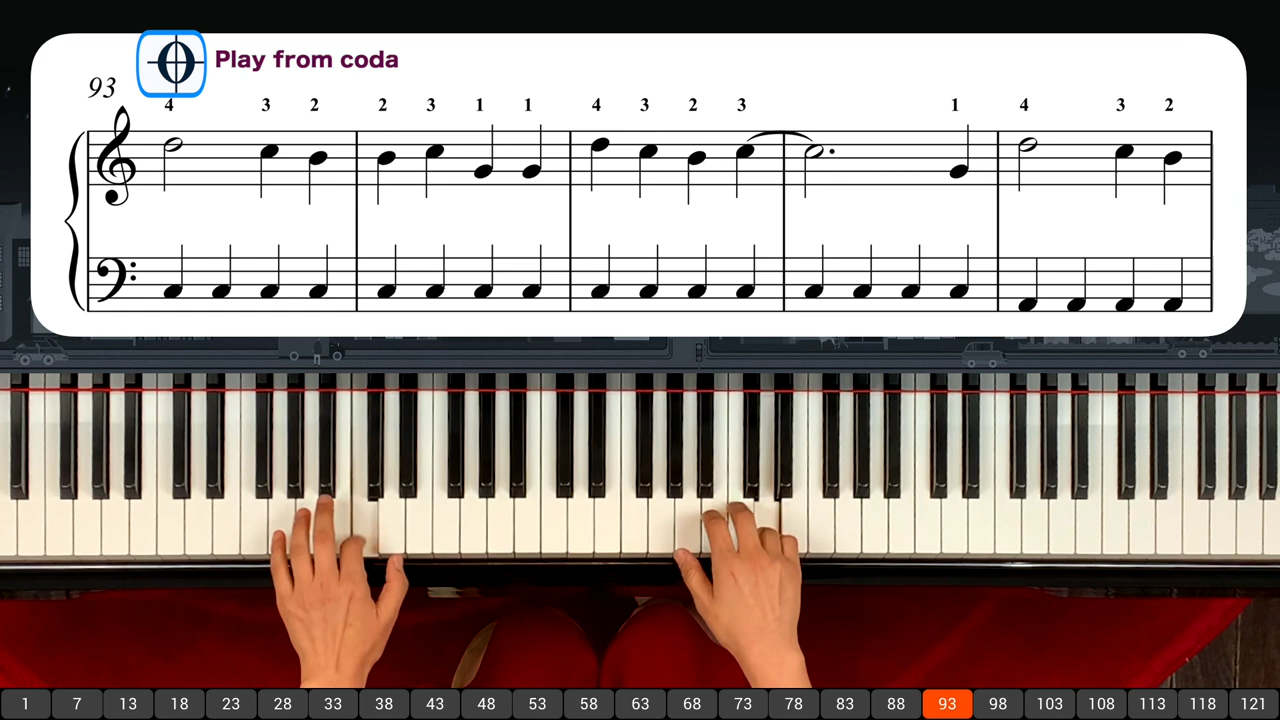 Play from coda
93
4 3 2 2 3 1 1 4 3 2 3 1 4 3 2
1 7 13 18 23 28 33 38 43 48 53 58 63 68 73 78 83 88 93 98 103 108 113 118 121